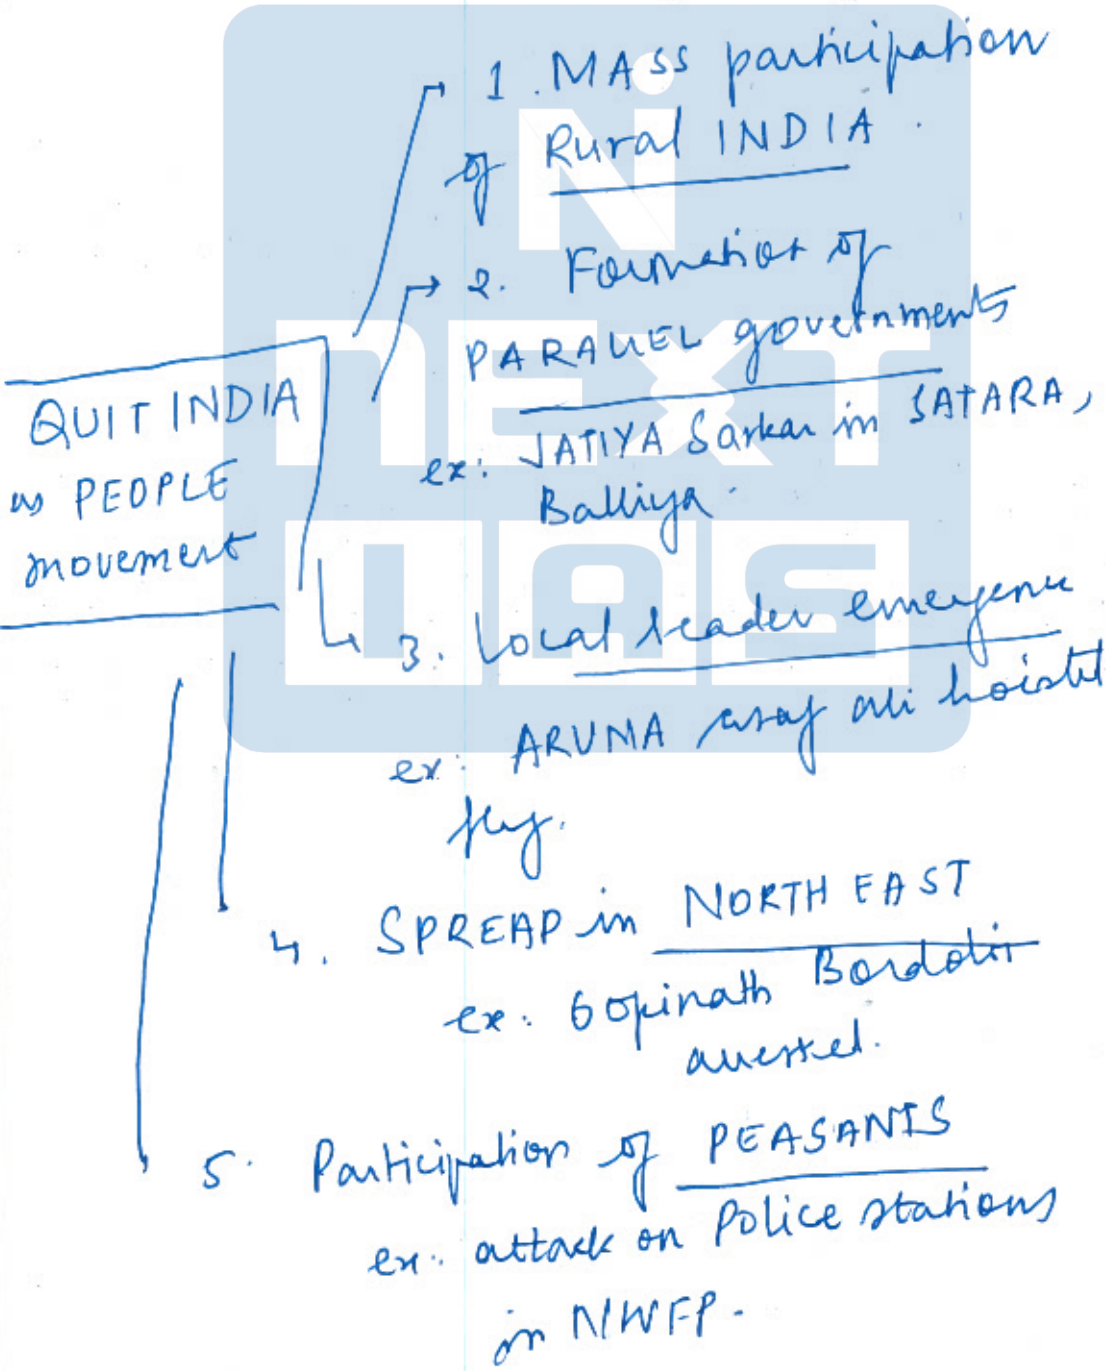 1. MASS participation
of Rural INDIA.
2. Formation of
PARALLEL governments
ex: JATIYA Sarkar in SATARA,
Balliya.
QUIT INDIA
as PEOPLE
movement
3. Local leader emergence
ex: ARUNA asaf ali hoisted
flag.
4. SPREAD in NORTH EAST
ex: Gopinath Bordoloi
arrested.
5. Participation of PEASANTS
ex: attack on Police stations
in NWFP.
NEXT
IAS